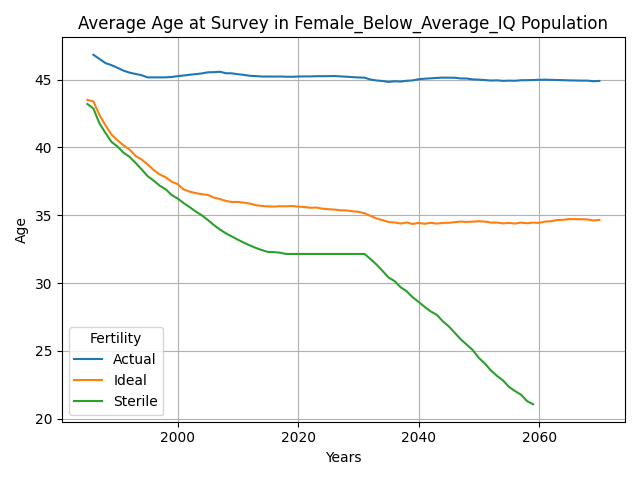 Average Age at Survey in Female_Below_Average_IQ Population
Age
45
40
35
30
25
20
Fertility
Actual
Ideal
Sterile
2000
2020
2040
2060
Years